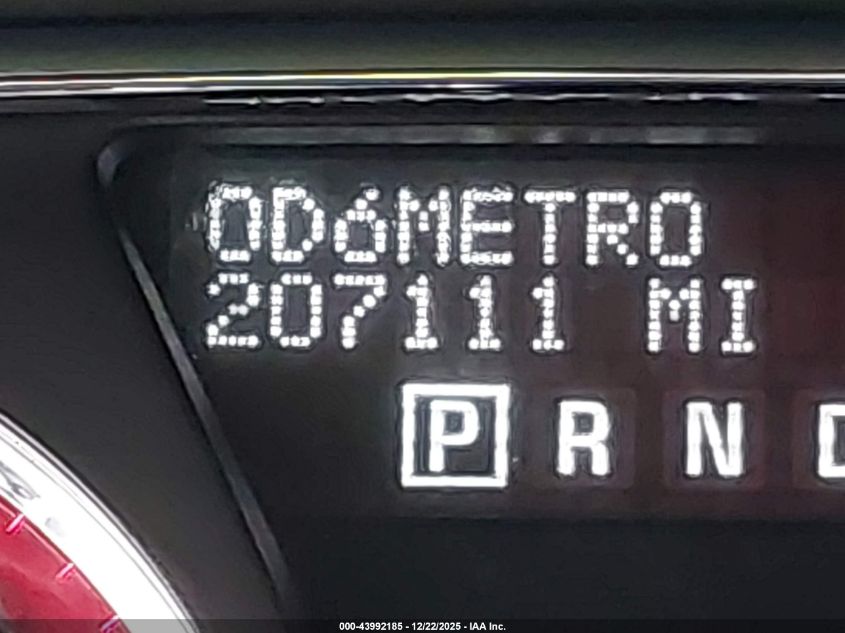 ODóMETRO
207111 MI
P R N D
000-43992185 - 12/22/2025 - IAA Inc.